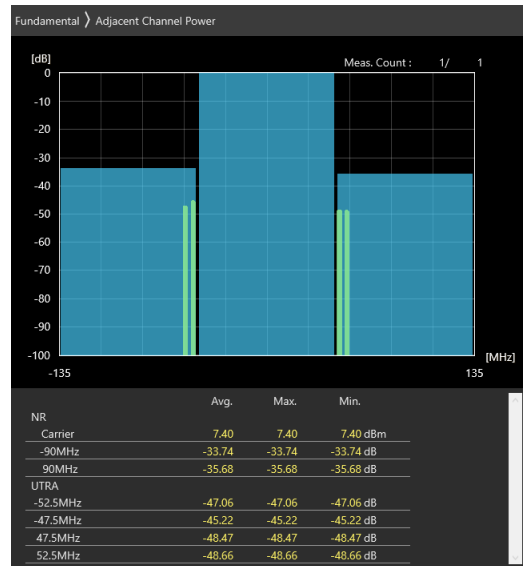 Fundamental 〉 Adjacent Channel Power
[dB]
Meas. Count : 1/ 1
0
-10
-20
-30
-40
-50
-60
-70
-80
-90
-100
[MHz]
-135 135
Avg. Max. Min.
NR
Carrier 7.40 7.40 7.40 dBm
-90MHz -33.74 -33.74 -33.74 dB
90MHz -35.68 -35.68 -35.68 dB
UTRA
-52.5MHz -47.06 -47.06 -47.06 dB
-47.5MHz -45.22 -45.22 -45.22 dB
47.5MHz -48.47 -48.47 -48.47 dB
52.5MHz -48.66 -48.66 -48.66 dB